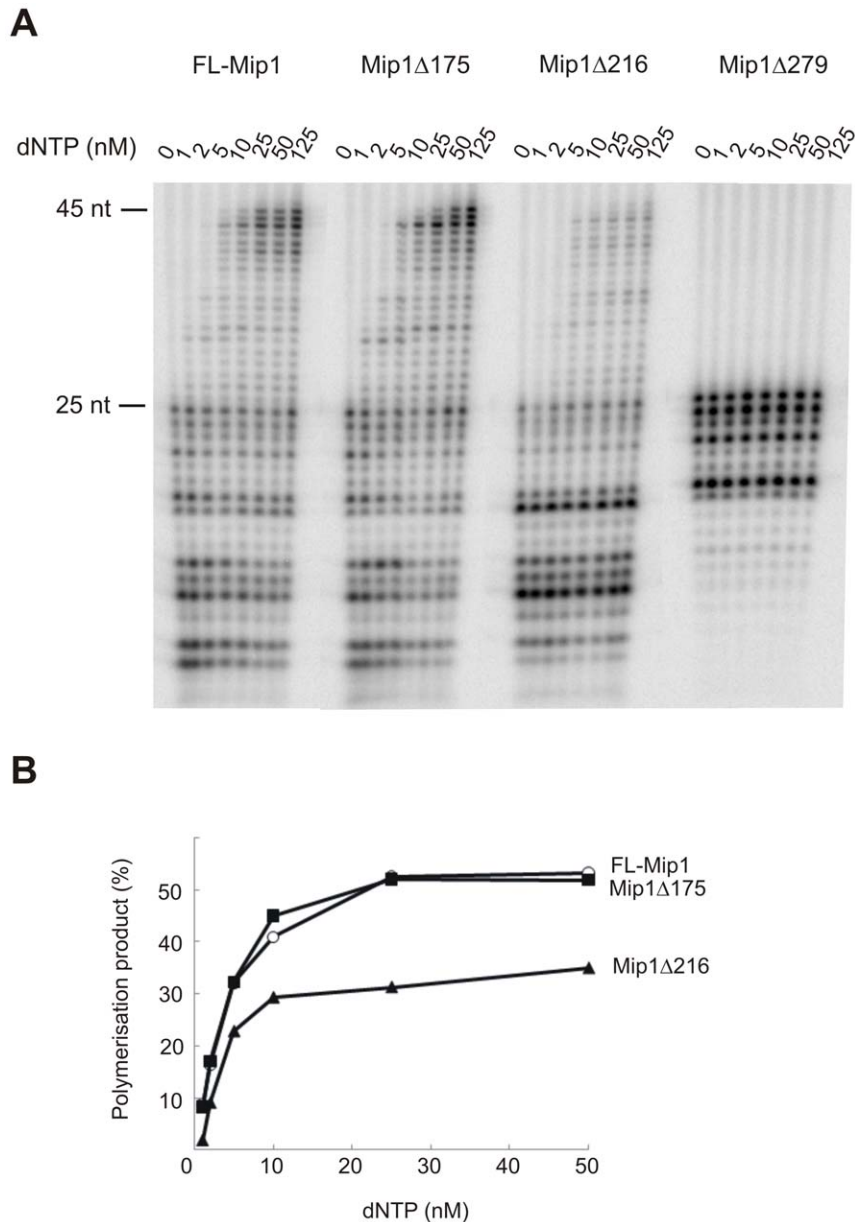 A
FL-Mip1 Mip1Δ175 Mip1Δ216 Mip1Δ279
dNTP (nM) 0 1 2 5 10 25 50 125 0 1 2 5 10 25 50 125 0 1 2 5 10 25 50 125 0 1 2 5 10 25 50 125
45 nt
25 nt
B
Polymerisation product (%)
50
40
30
20
10
FL-Mip1
Mip1Δ175
Mip1Δ216
0 10 20 30 40 50
dNTP (nM)